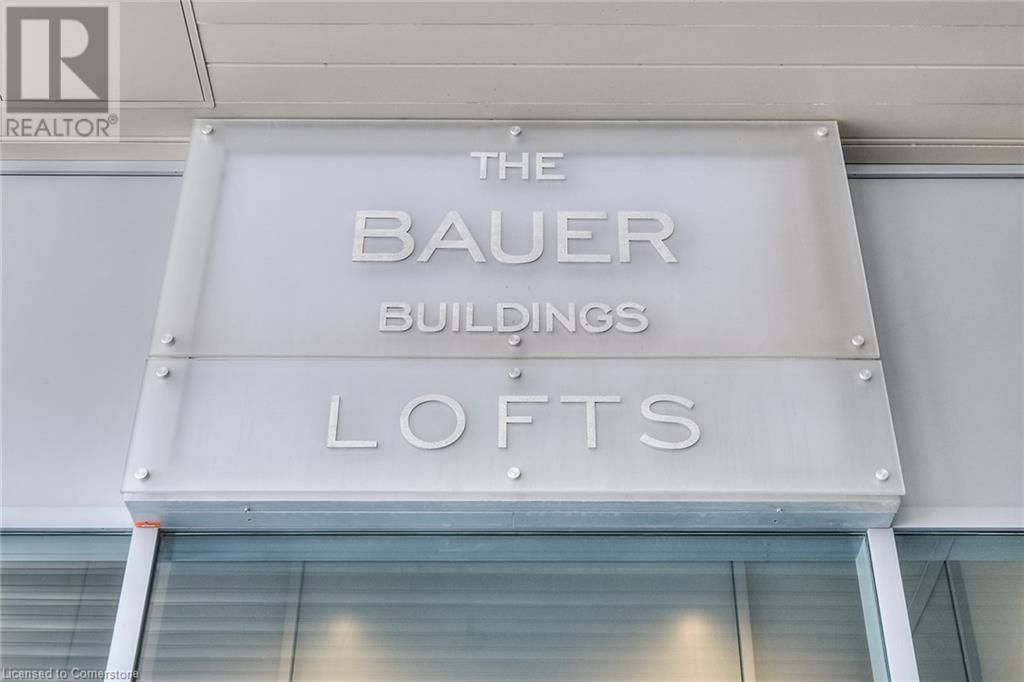 R
REALTOR®
THE
BAUER
BUILDINGS
LOFTS
Licensed to Cornerstone